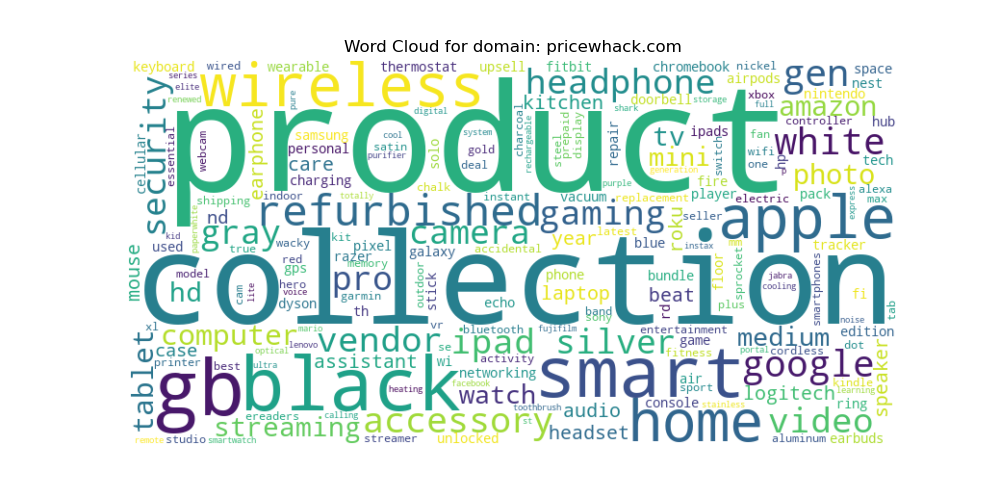 Word Cloud for domain: pricewhack.com
keyboard wired wearable thermostat upsell fitbit chromebook nickel space
series elite renewed wireless pure headphone airpods gen nest
security product kitchen doorbell storage xbox full nintendo amazon
cellular essential webcam earphone samsung personal care charging digital cool satin purifier solo system gold deal charcoal rechargeable steel prepaid display shark repair tv mini ipads switch hp fan wifi one controller white hub tech
photo
indoor totally chalk instant vacuum purple replacement generation fire player electric pack alexa max express
shipping nd refurbished gaming seller apple
paperwhite kid used gray true wacky kit camera year latest blue roku instax mm tracker
mouse collection red pixel razer galaxy accidental
model gps hero voice memory pro garmin outdoor stick phone laptop bundle floor sprocket jabra cooling smartphones fi
hd cam lite dyson th echo beat rd plus tab
xl mario vr bluetooth fujifilm sony band entertainment portal cordless noise edition
computer vendor ipad silver game medium dot
tablet case printer lenovo optical best ultra assistant se wi activity fitness google speaker
gb black heating facebook networking watch smart air sport kindle learning
logitech ring
ereaders calling accessory toothbrush st audio console stainless video
streaming headset home
remote studio smartwatch streamer unlocked aluminum earbuds